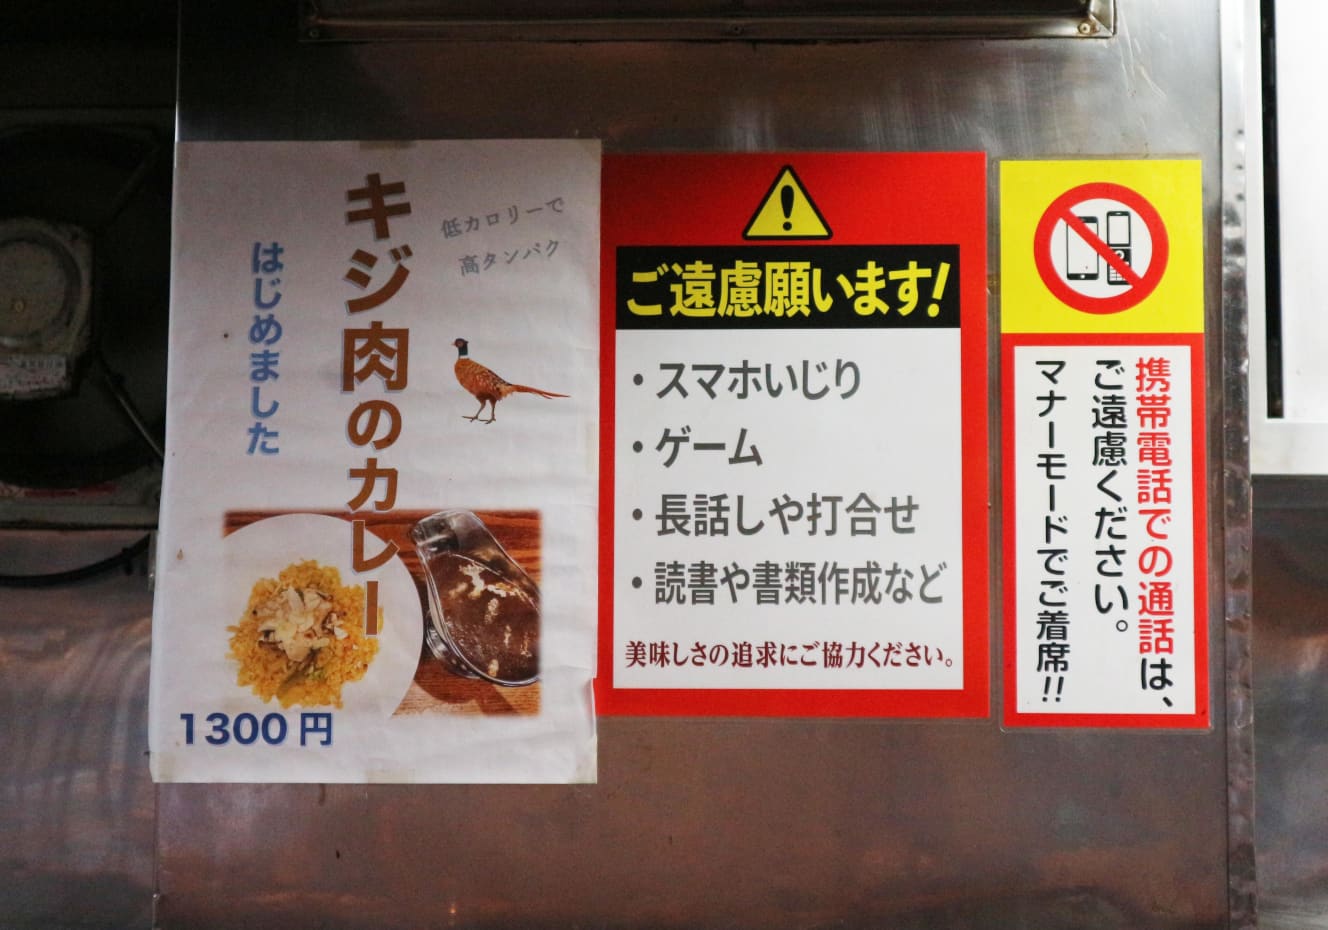 キジ肉のカレー
はじめました
低カロリーで
高タンパク
1300円
ご遠慮願います!
・スマホいじり
・ゲーム
・長話しや打合せ
・読書や書類作成など
美味しさの追求にご協力ください。
携帯電話での通話は、
ご遠慮ください。
マナーモードでご着席!!